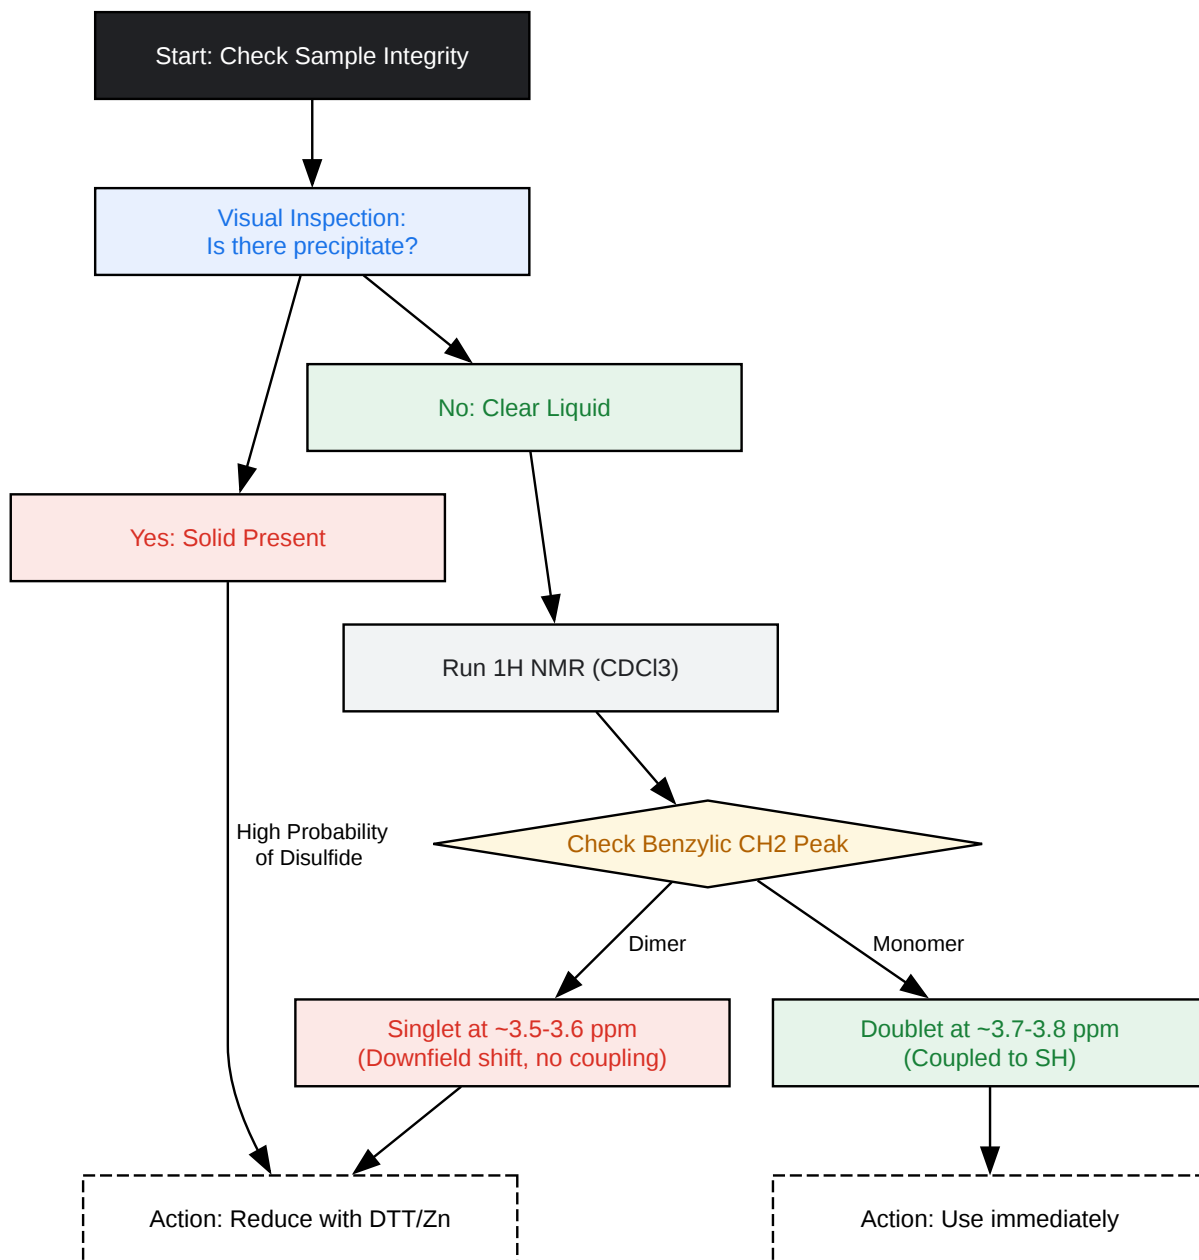 Start: Check Sample Integrity
Visual Inspection:
Is there precipitate?
No: Clear Liquid
Yes: Solid Present
Run 1H NMR (CDCl3)
High Probability
of Disulfide
Check Benzylic CH2 Peak
Dimer
Monomer
Singlet at ~3.5-3.6 ppm
(Downfield shift, no coupling)
Doublet at ~3.7-3.8 ppm
(Coupled to SH)
Action: Reduce with DTT/Zn
Action: Use immediately